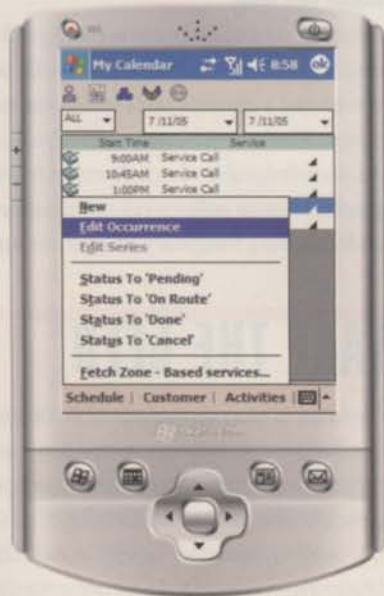 My Calendar 8:58 ok
ALL 7 /11/05 7 /11/05
Start Time Service
9:00AM Service Call
10:45AM Service Call
1:00PM Service Call
New
Edit Occurrence
Edit Series
Status To 'Pending'
Status To 'On Route'
Status To 'Done'
Status To 'Cancel'
Fetch Zone - Based services...
Schedule | Customer | Activities |